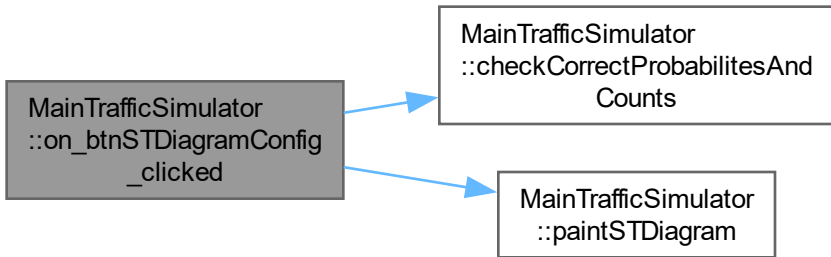 MainTrafficSimulator
::on_btnSTDiagramConfig
_clicked
MainTrafficSimulator
::checkCorrectProbabilitesAnd
Counts
MainTrafficSimulator
::paintSTDiagram